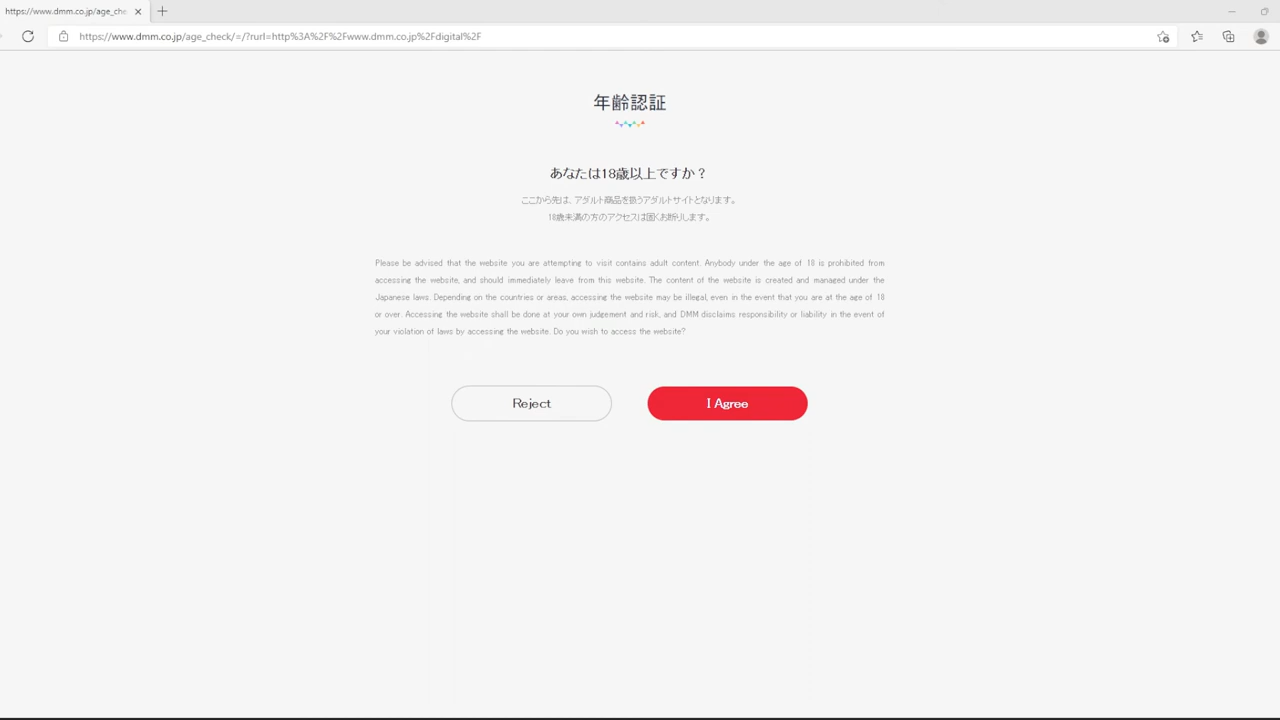 https://www.dmm.co.jp/age_che
https://www.dmm.co.jp/age_check/=/?rurl=http%3A%2F%2Fwww.dmm.co.jp%2Fdigital%2F
年齢認証
あなたは18歳以上ですか？
ここから先は、アダルト商品を扱うアダルトサイトとなります。
18歳未満の方のアクセスは固くお断りします。
Please be advised that the website you are attempting to visit contains adult content. Anybody under the age of 18 is prohibited from
accessing the website, and should immediately leave from this website. The content of the website is created and managed under the
Japanese laws. Depending on the countries or areas, accessing the website may be illegal, even in the event that you are at the age of 18
or over. Accessing the website shall be done at your own judgement and risk, and DMM disclaims responsibility or liability in the event of
your violation of laws by accessing the website. Do you wish to access the website?
Reject
I Agree